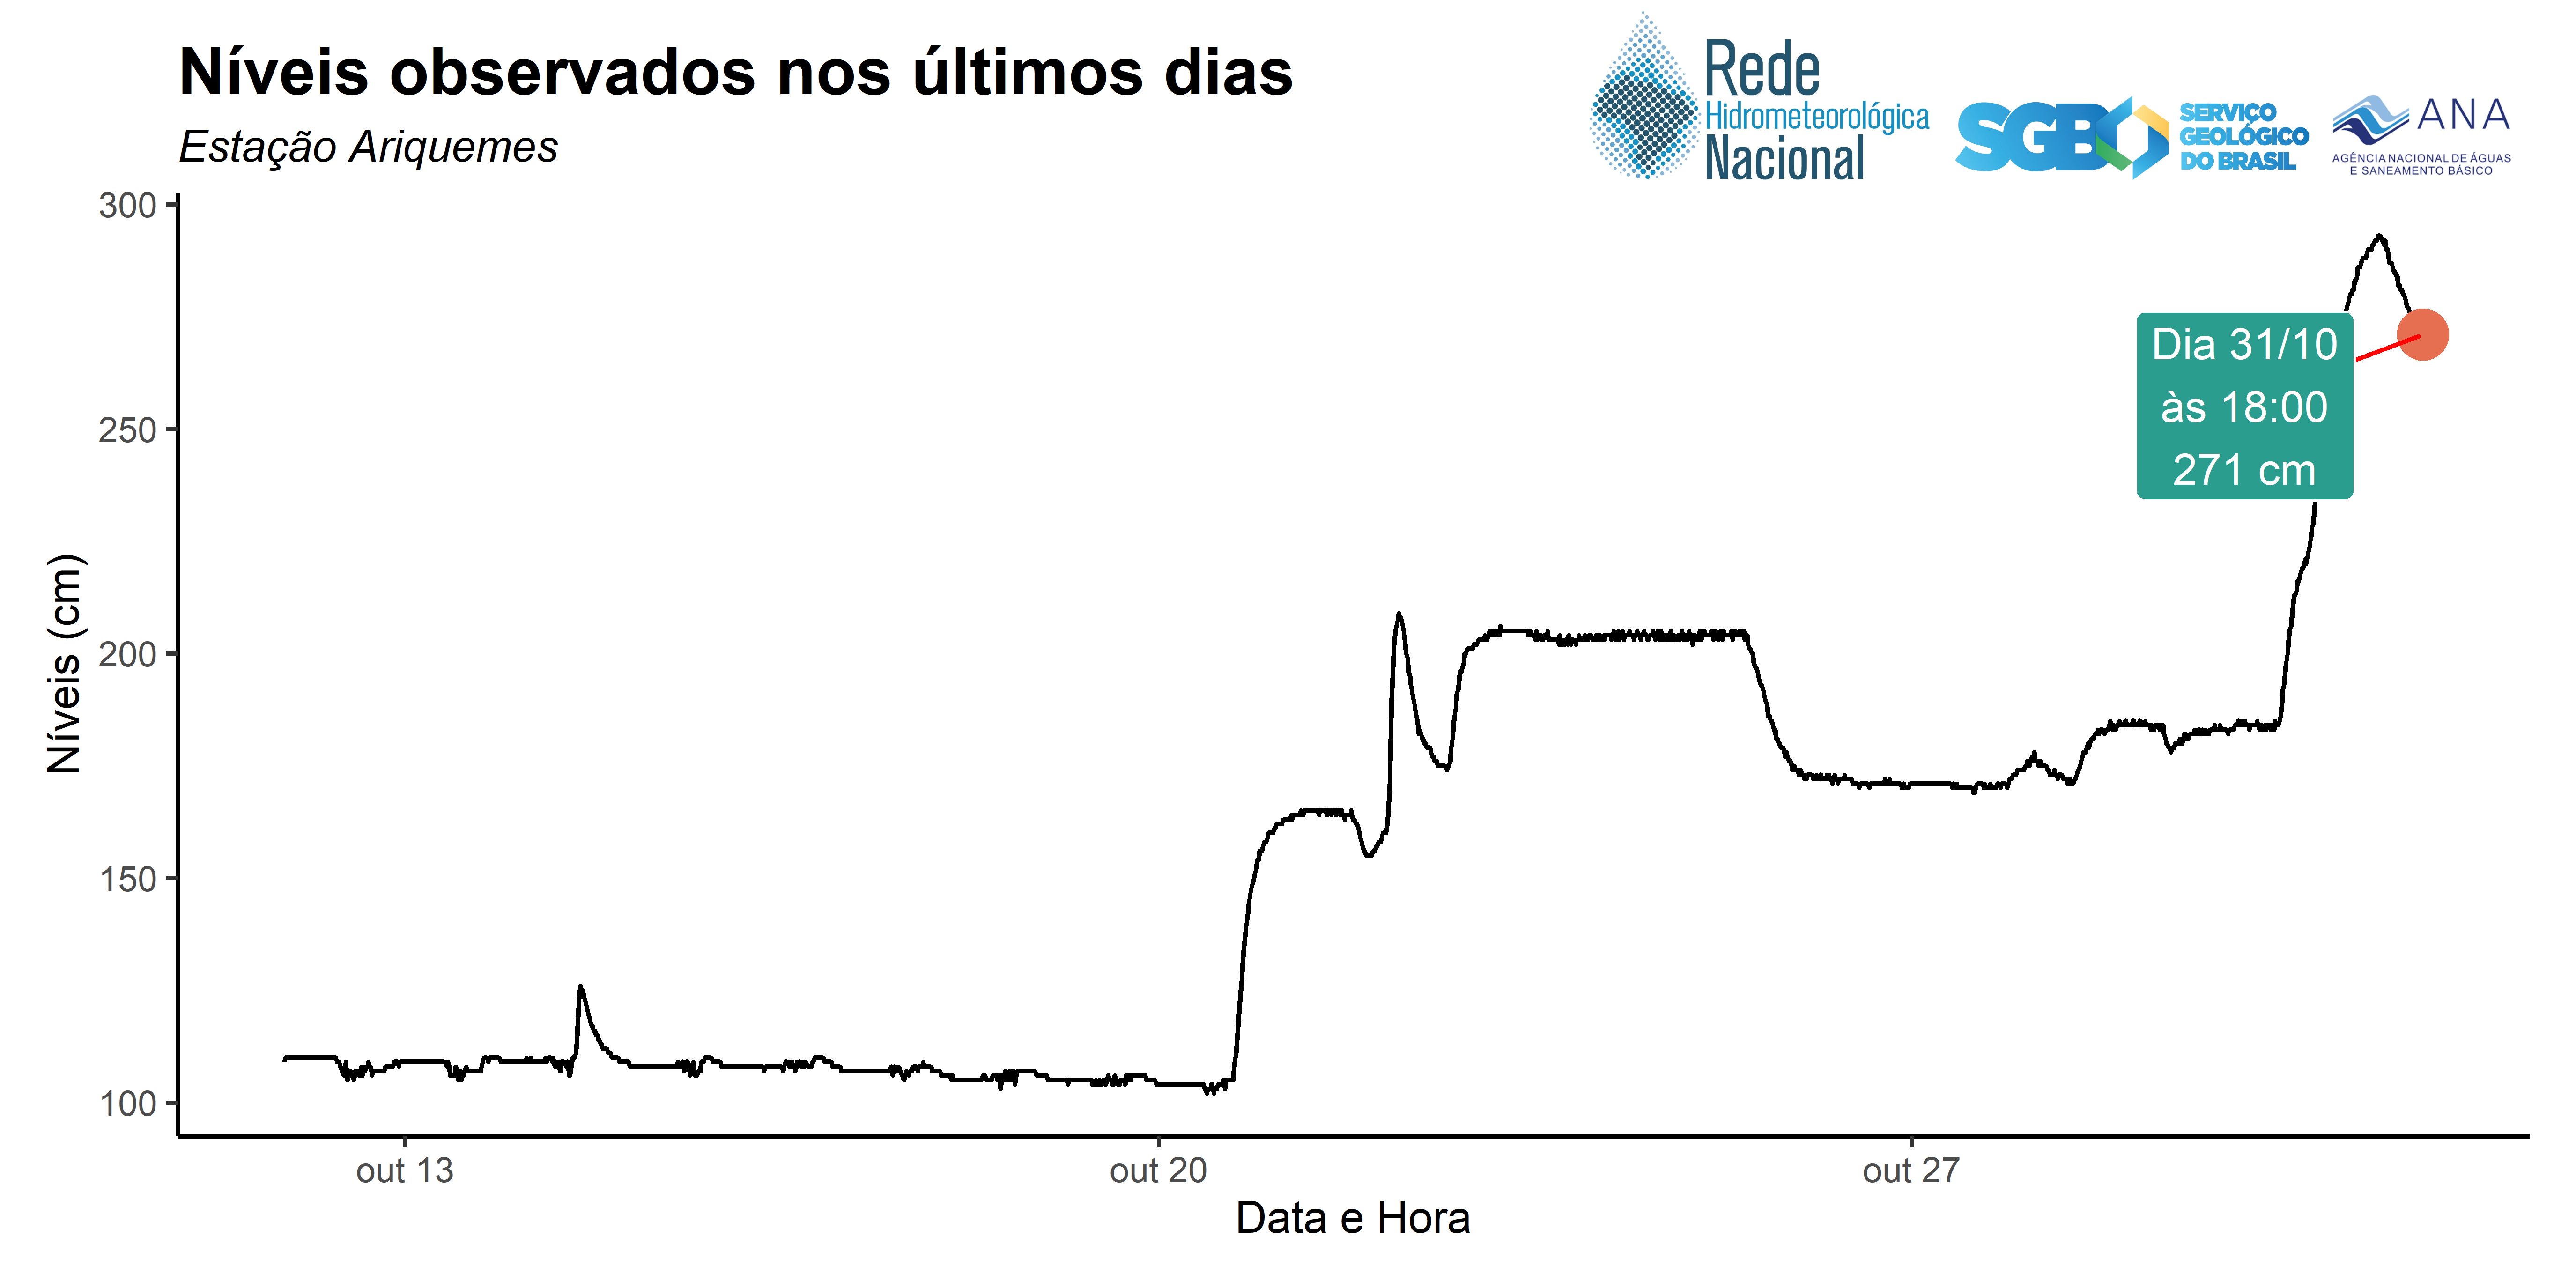 Níveis observados nos últimos dias
Estação Ariquemes
Rede
Hidrometeorológica
Nacional
SGB
SERVIÇO
GEOLÓGICO
DO BRASIL
ANA
AGÊNCIA NACIONAL DE ÁGUAS
E SANEAMENTO BÁSICO
300
250
200
150
100
Níveis (cm)
Dia 31/10
às 18:00
271 cm
out 13
out 20
out 27
Data e Hora